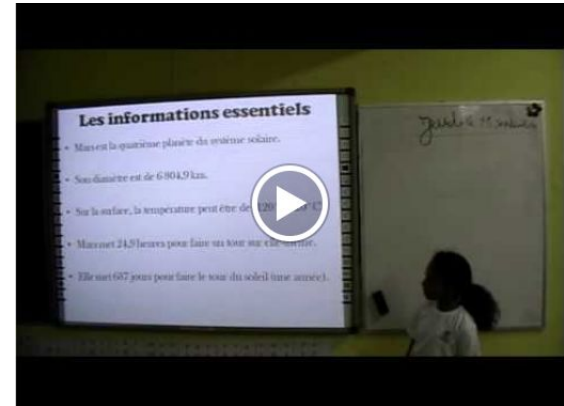 Les informations essentiels
• Mars est la quatrième planète du système solaire.
• Son diamètre est de 6 804,9 km.
• Sur la surface, la température peut être de
• Mars met 24,9 heures pour faire un tour sur elle-même.
• Elle met 687 jours pour faire le tour du soleil (une année).
Jeudi